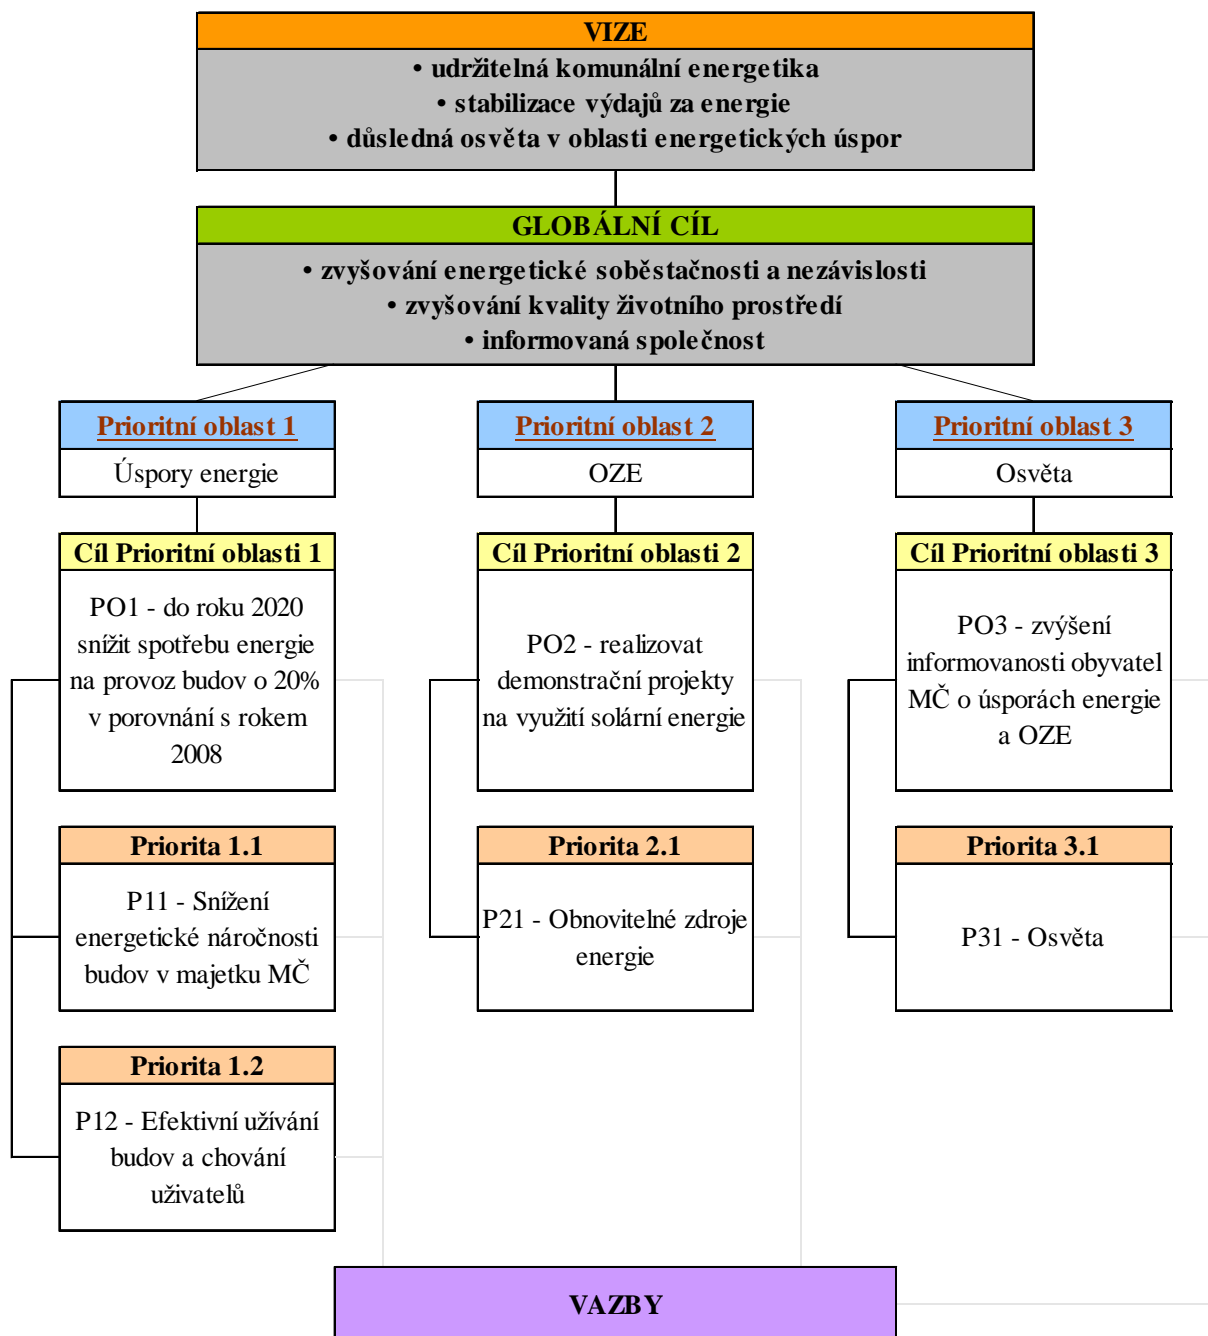 VIZE
• udržitelná komunální energetika
• stabilizace výdajů za energie
• důsledná osvěta v oblasti energetických úspor
GLOBÁLNÍ CÍL
• zvyšování energetické soběstačnosti a nezávislosti
• zvyšování kvality životního prostředí
• informovaná společnost
Prioritní oblast 1
Úspory energie
Cíl Prioritní oblasti 1
PO1 - do roku 2020
snížit spotřebu energie
na provoz budov o 20%
v porovnání s rokem
2008
Priorita 1.1
P11 - Snížení
energetické náročnosti
budov v majetku MČ
Priorita 1.2
P12 - Efektivní užívání
budov a chování
uživatelů
Prioritní oblast 2
OZE
Cíl Prioritní oblasti 2
PO2 - realizovat
demonstrační projekty
na využití solární energie
Priorita 2.1
P21 - Obnovitelné zdroje
energie
Prioritní oblast 3
Osvěta
Cíl Prioritní oblasti 3
PO3 - zvýšení
informovanosti obyvatel
MČ o úsporách energie
a OZE
Priorita 3.1
P31 - Osvěta
VAZBY